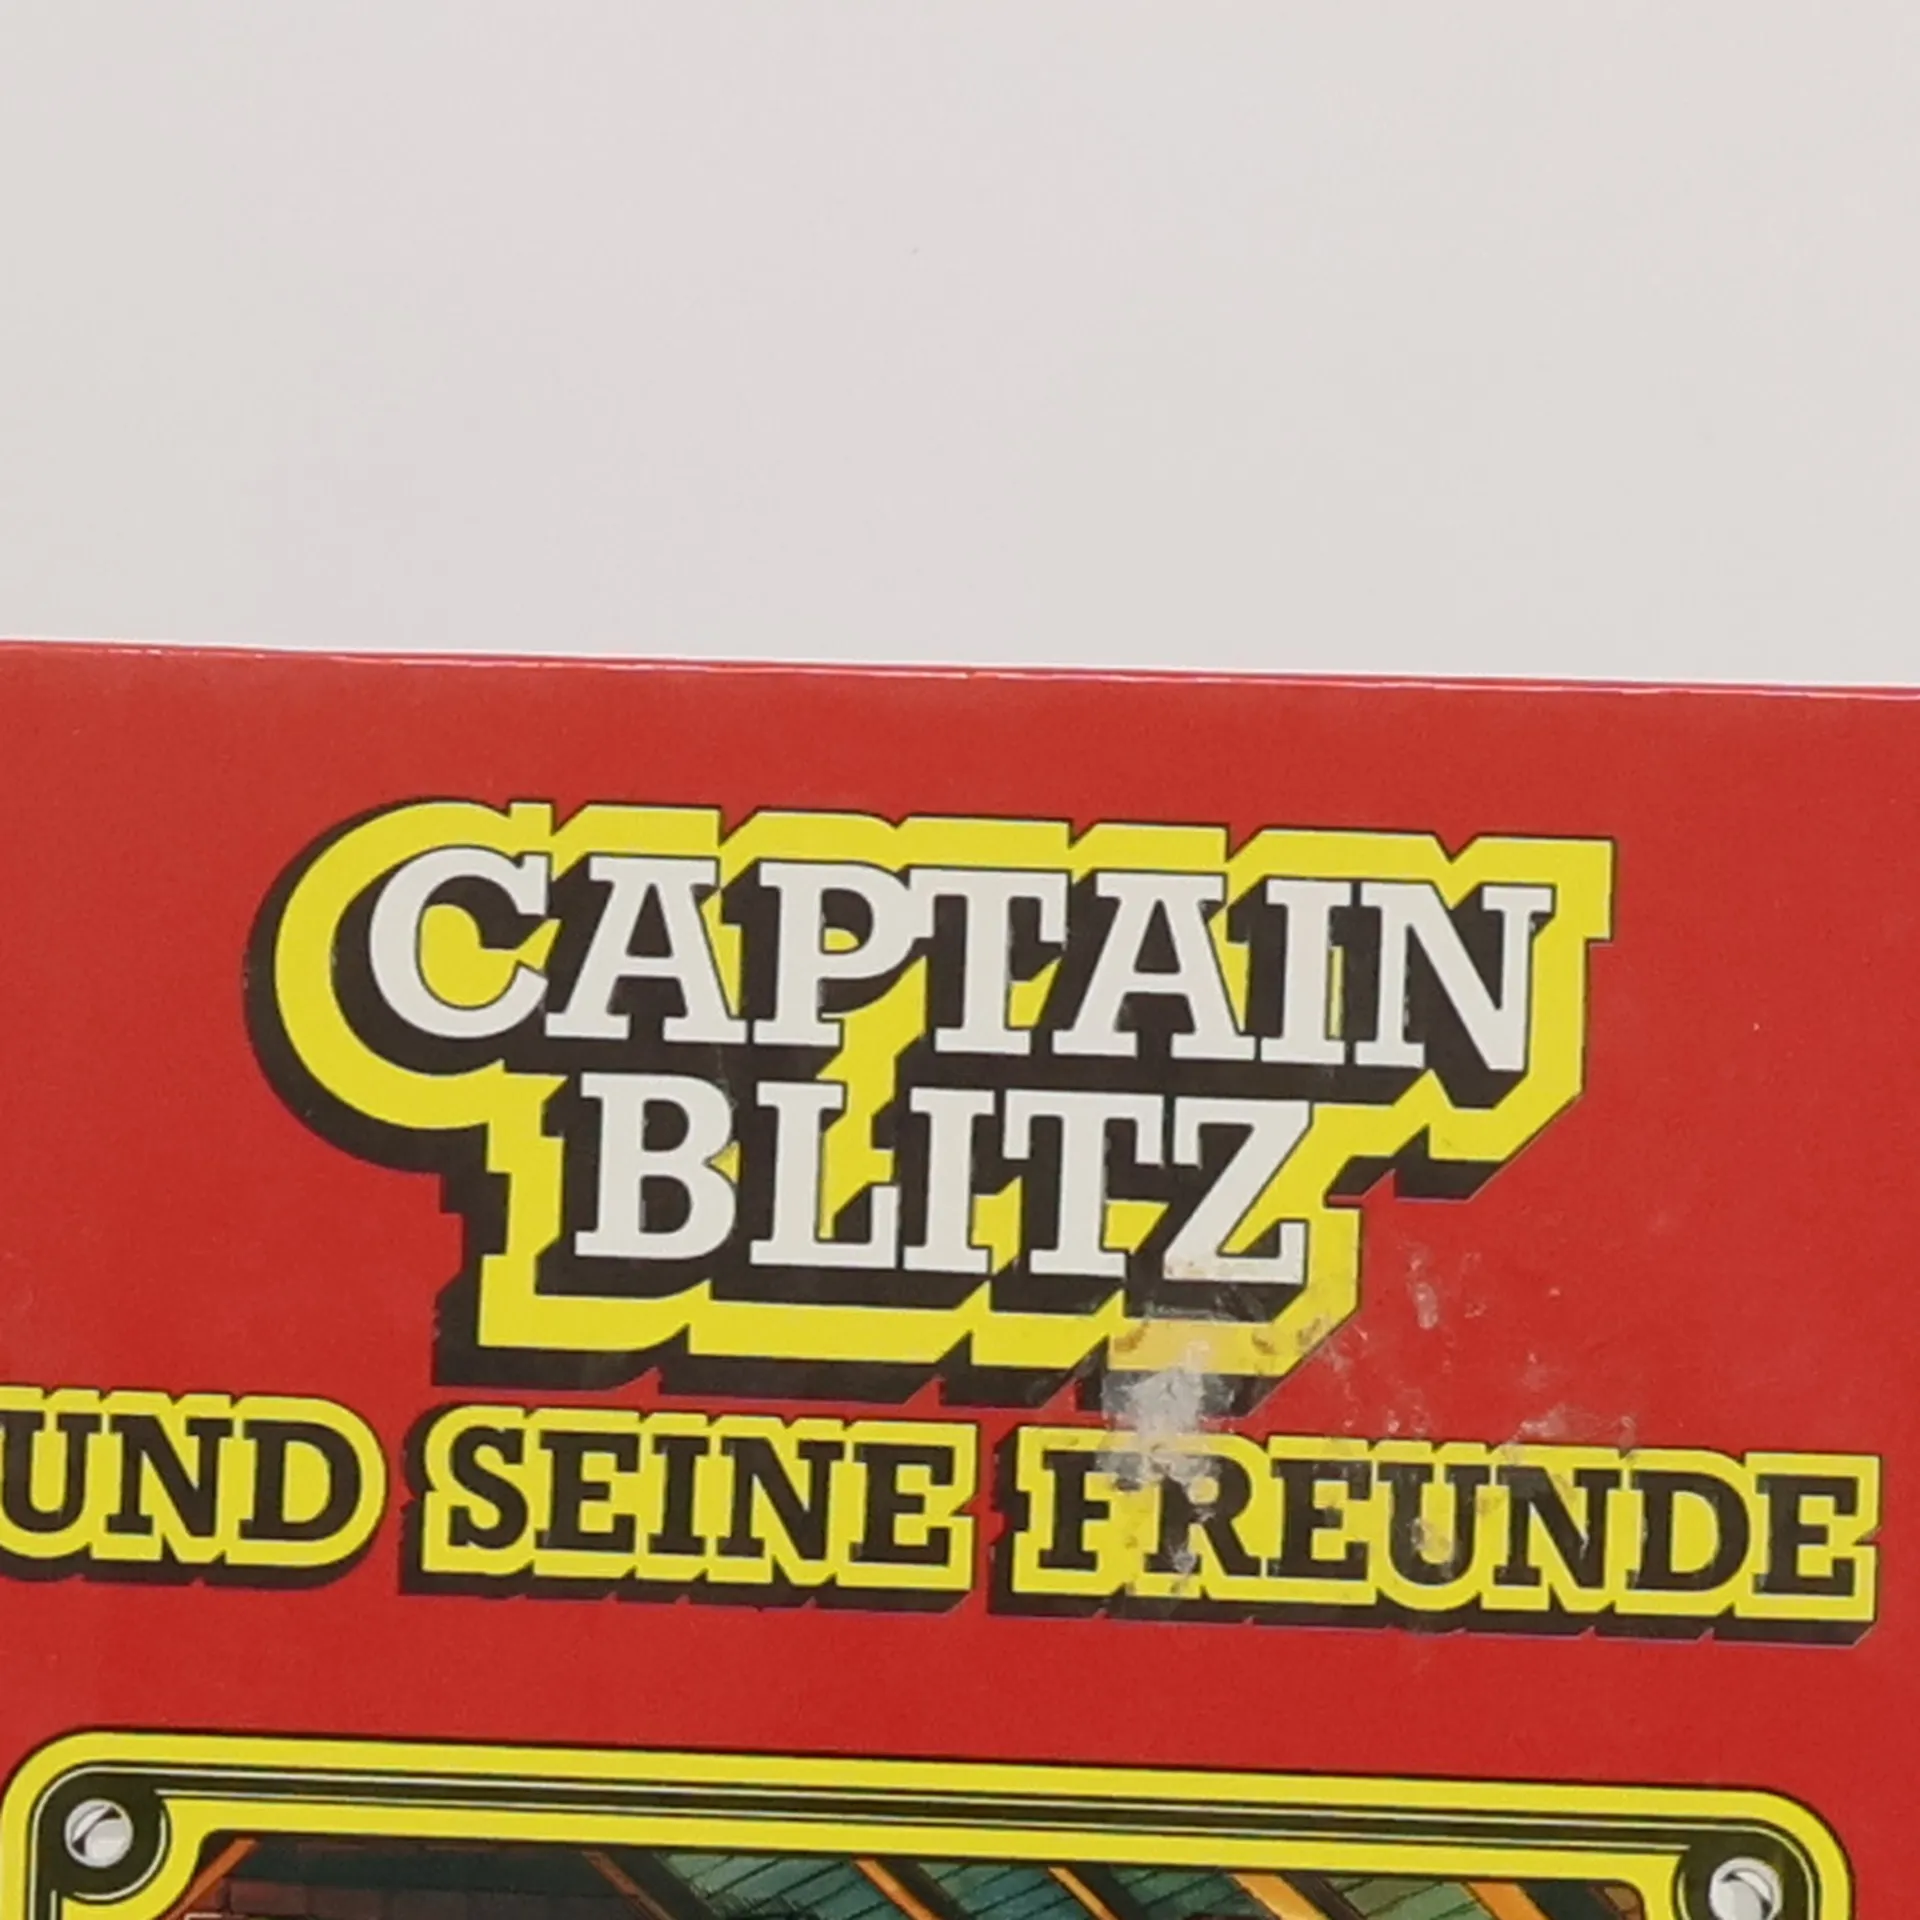 CAPTAIN
BLITZ
UND SEINE FREUNDE